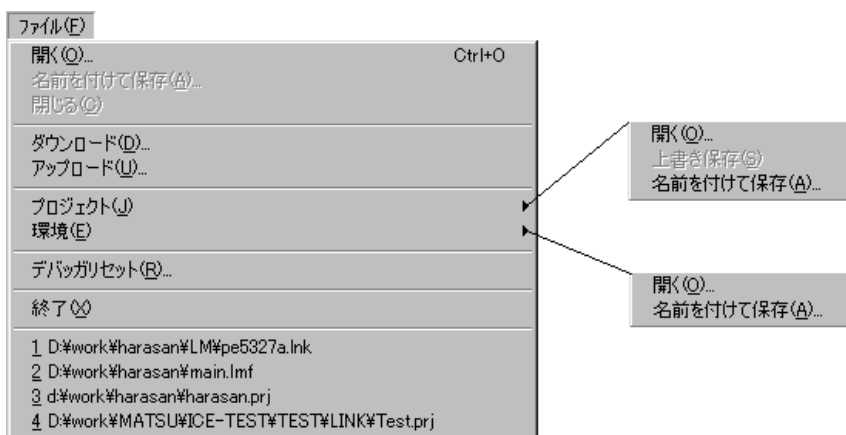 ファイル(F)
開く(O)... Ctrl+O
名前を付けて保存(A)...
閉じる(C)
ダウンロード(D)...
アップロード(U)...
プロジェクト(J)
環境(E)
デバッガリセット(R)...
終了(X)
1 D:¥work¥harasan¥LM¥pe5327a.lnk
2 D:¥work¥harasan¥main.lmf
3 d:¥work¥harasan¥harasan.prj
4 D:¥work¥MATSU¥ICE-TEST¥TEST¥LINK¥Test.prj
開く(O)...
上書き保存(S)
名前を付けて保存(A)...
開く(O)...
名前を付けて保存(A)...